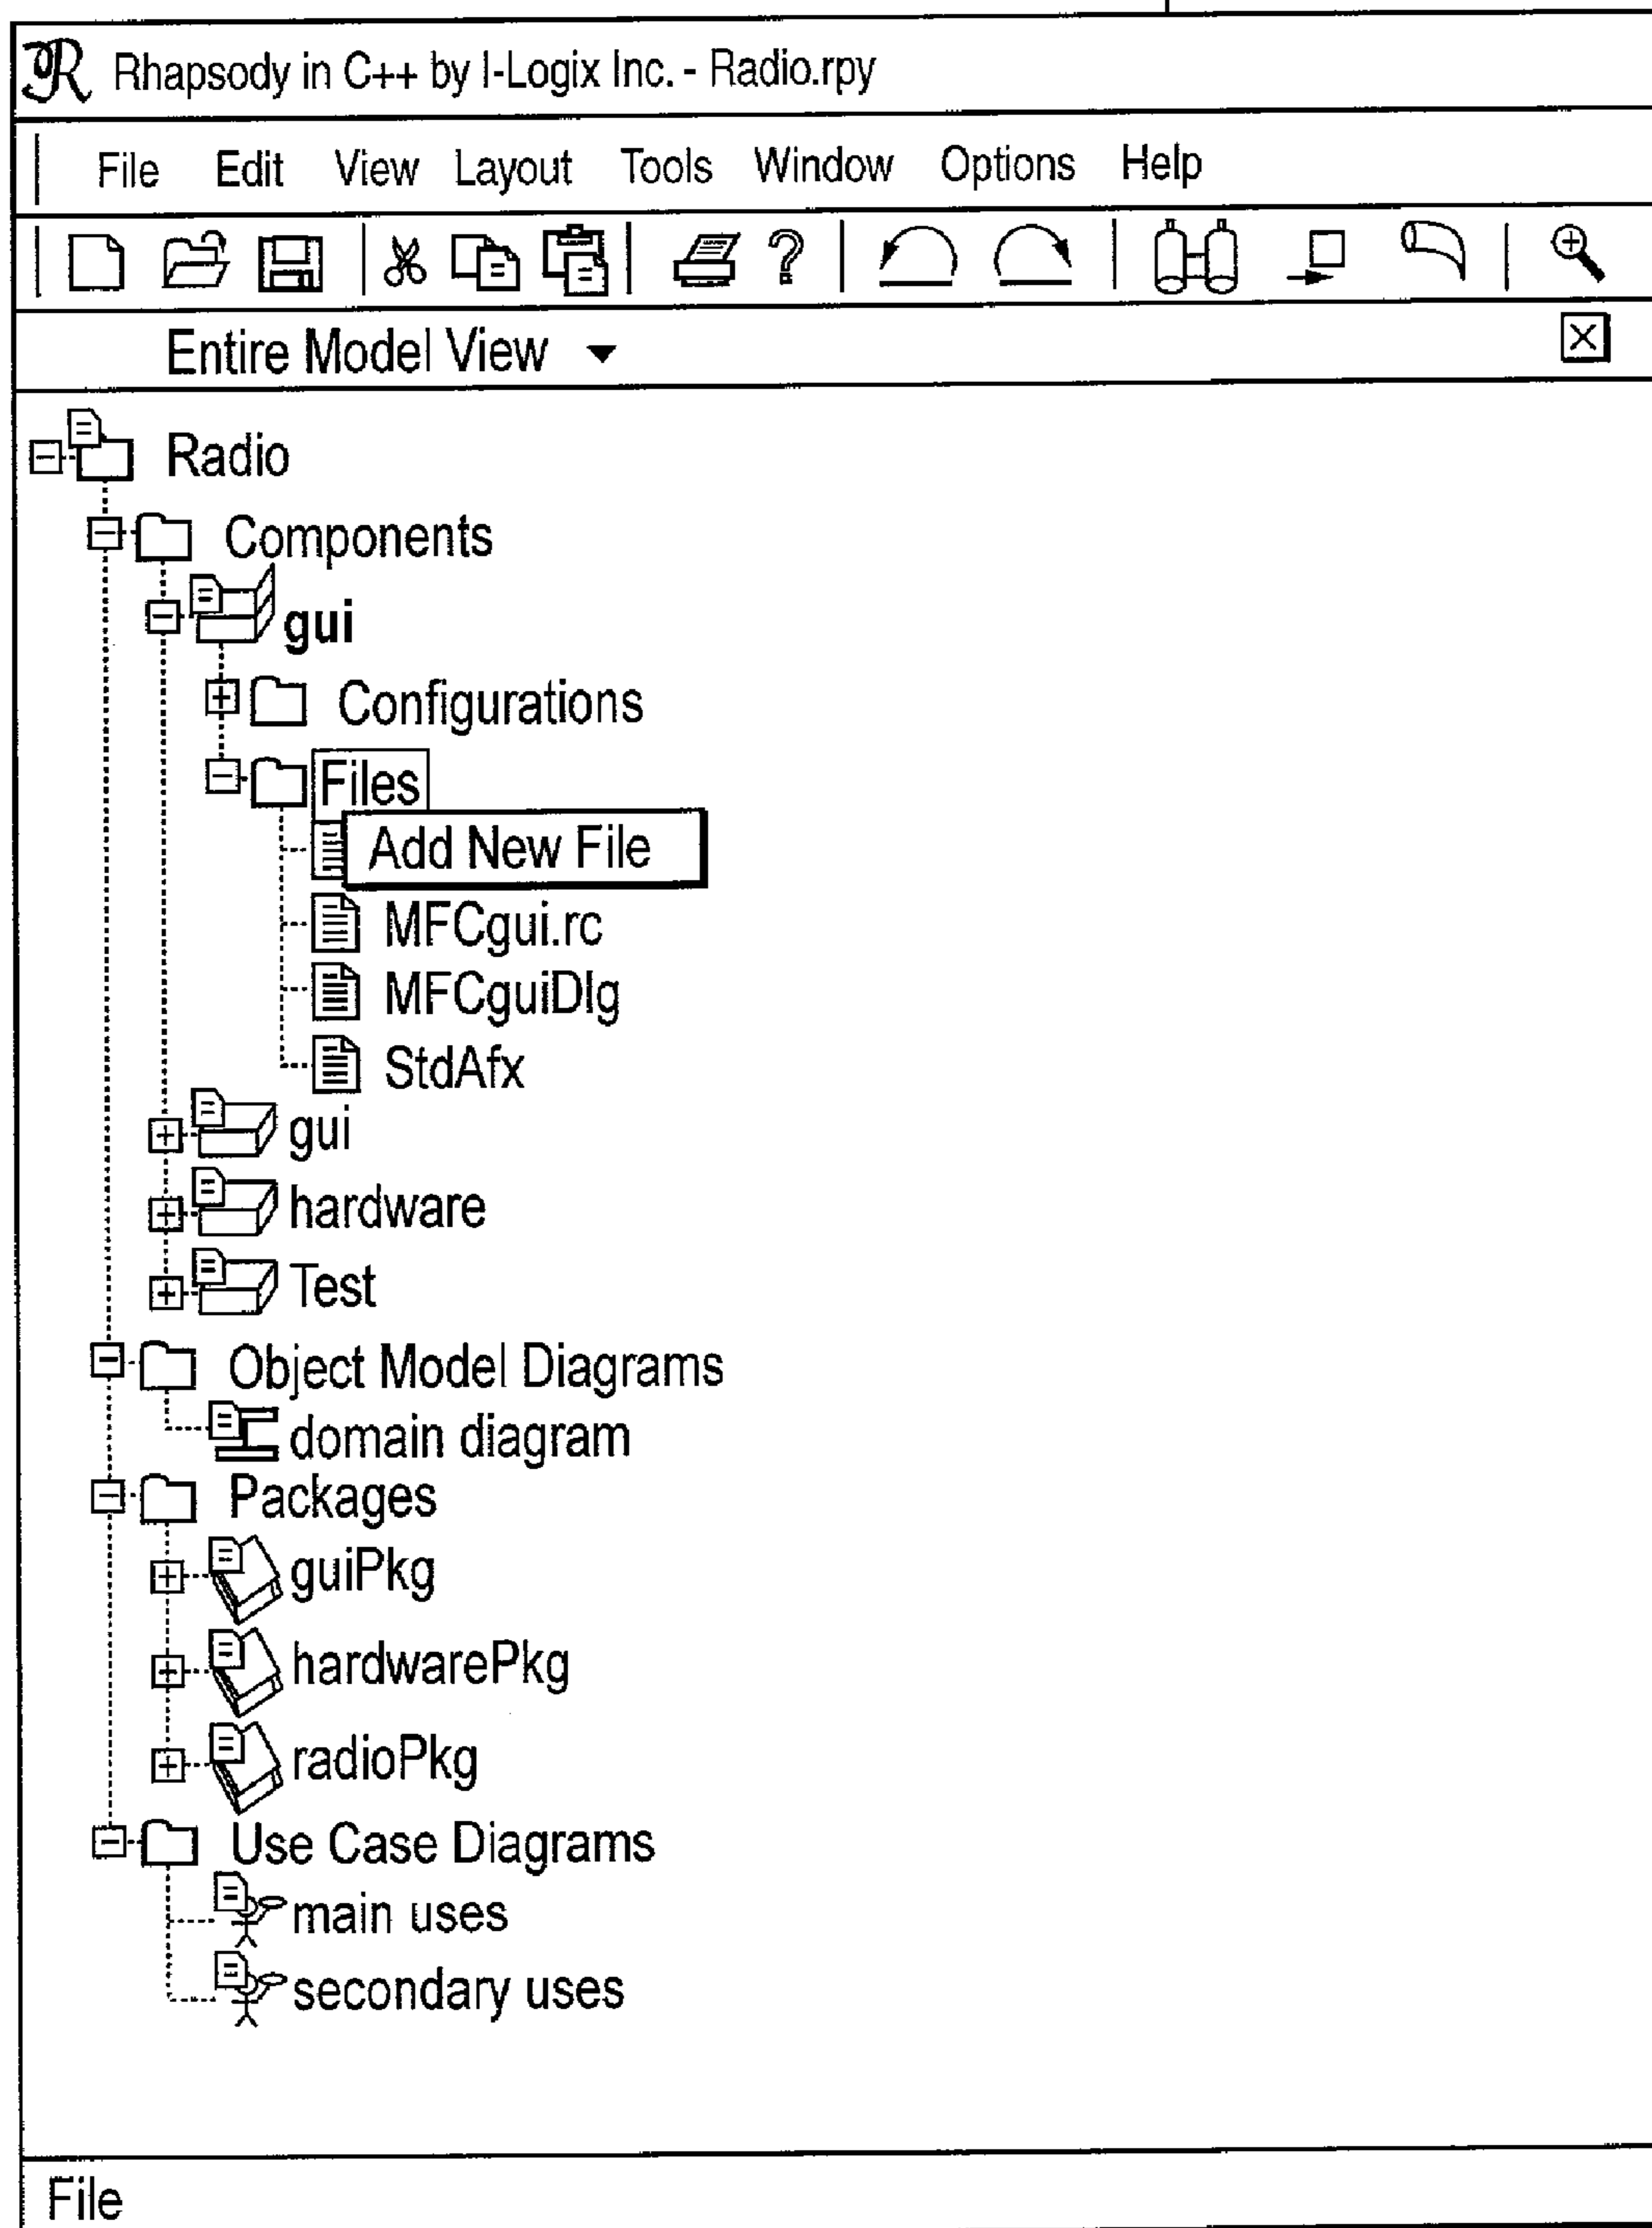 R Rhapsody in C++ by I-Logix Inc. - Radio.rpy
File Edit View Layout Tools Window Options Help
Entire Model View
Radio
Components
gui
Configurations
Files
Add New File
MFCgui.rc
MFCguiDlg
StdAfx
gui
hardware
Test
Object Model Diagrams
domain diagram
Packages
guiPkg
hardwarePkg
radioPkg
Use Case Diagrams
main uses
secondary uses
File